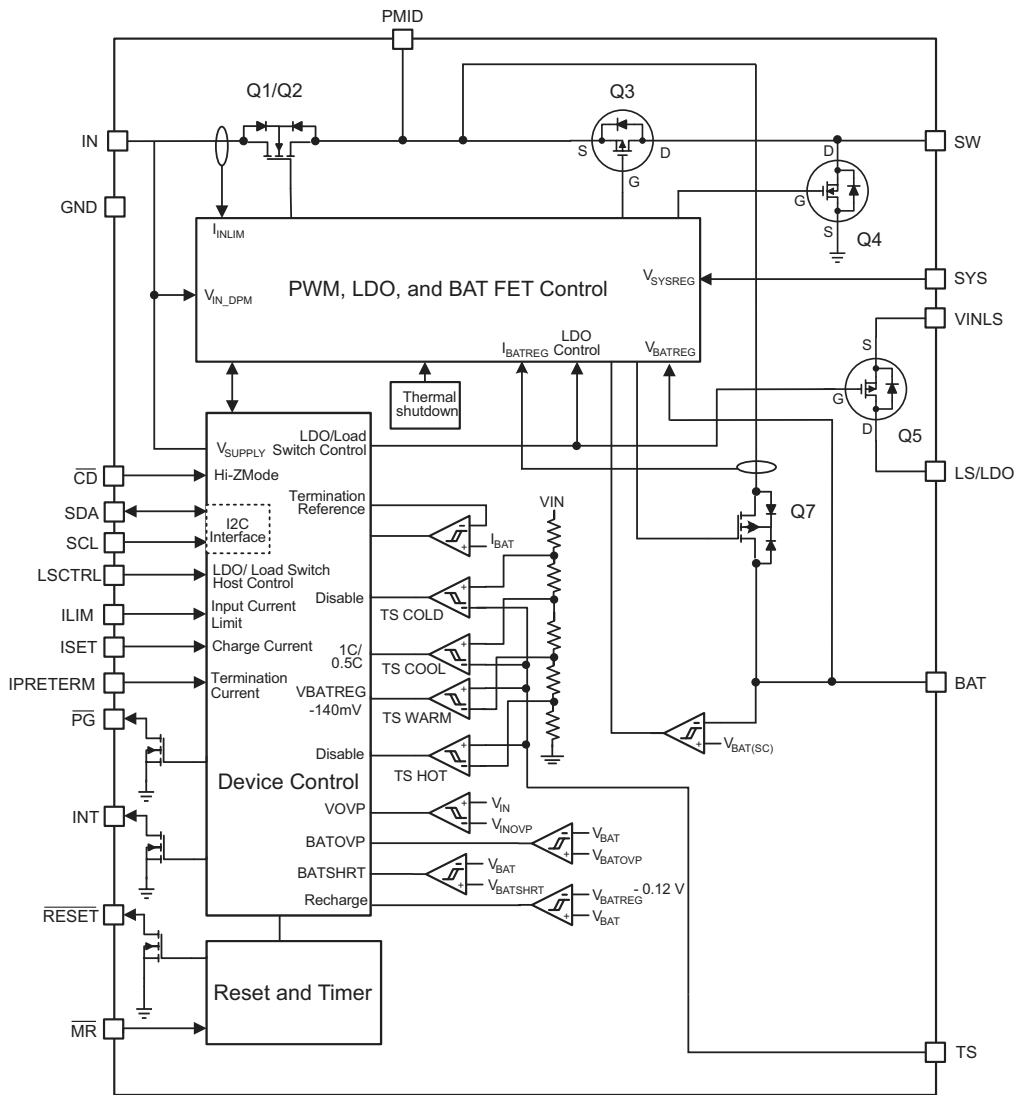 PMID
Q1/Q2
Q3
IN
S
D
D
SW
G
G
S
Q4
GND
IINLIM
PWM, LDO, and BAT FET Control
VSYSREG
SYS
VIN_DPM
VINLS
S
IBATREG
LDO
Control
VBATREG
G
D
Q5
Thermal
shutdown
VSUPPLY
LDO/Load
Switch Control
CD
Hi-ZMode
LS/LDO
SDA
I2C
Interface
Termination
Reference
VIN
Q7
SCL
IBAT
+
LSCTRL
LDO/ Load Switch
Host Control
Disable
TS COLD
+
ILIM
Input Current
Limit
ISET
Charge Current
1C/
0.5C
TS COOL
+
IPRETERM
Termination
Current
VBATREG
-140mV
TS WARM
+
BAT
PG
VBAT(SC)
+
Disable
TS HOT
+
Device Control
INT
VOVP
+
VIN
VINOVP
BATOVP
VBAT
+
VBATOVP
BATSHRT
VBAT
+
VBATSHRT
Recharge
VBATREG - 0.12 V
+
VBAT
RESET
Reset and Timer
MR
TS